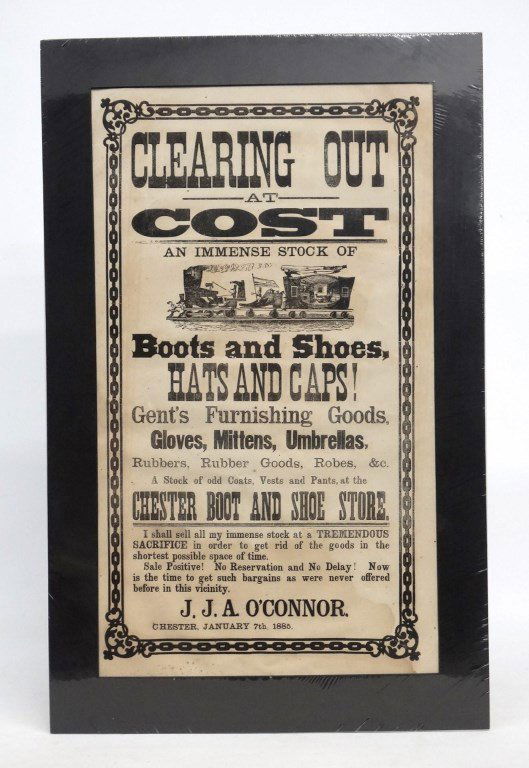 CLEARING OUT
AT
COST
AN IMMENSE STOCK OF
Boots and Shoes,
HATS AND CAPS!
Gent's Furnishing Goods,
Gloves, Mittens, Umbrellas,
Rubbers, Rubber Goods, Robes, &c.
A Stock of odd Coats, Vests and Pants, at the
CHESTER BOOT AND SHOE STORE.
I shall sell all my immense stock at a TREMENDOUS
SACRIFICE in order to get rid of the goods in the
shortest possible space of time.
Sale Positive! No Reservation and No Delay! Now
is the time to get such bargains as were never offered
before in this vicinity.
J. J. A. O'CONNOR.
CHESTER, JANUARY 7th, 1885.